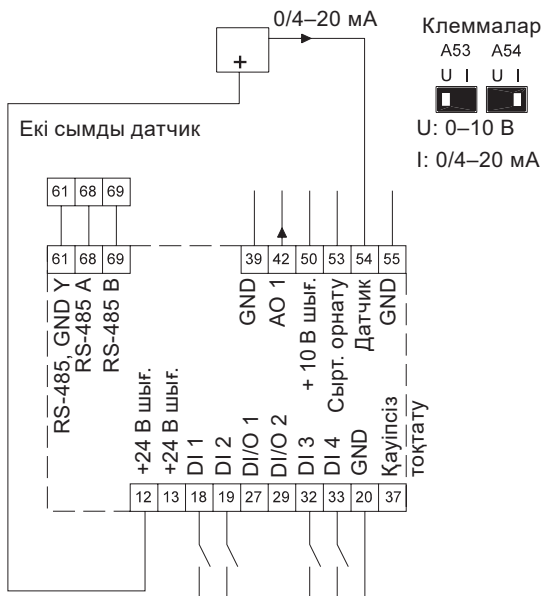 0/4–20 мА
Клеммалар
A53 A54
U I U I
+
U: 0–10 В
I: 0/4–20 мА
Екі сымды датчик
61 68 69
61 68 69
39 42 50 53 54 55
RS-485, GND Y
RS-485 A
RS-485 B
GND
AO 1
+ 10 В шығ.
Сырт. орнату
Датчик
GND
+24 В шығ.
+24 В шығ.
DI 1
DI 2
DI/O 1
DI/O 2
DI 3
DI 4
GND
Қауіпсіз
тоқтату
12 13 18 19 27 29 32 33 20 37